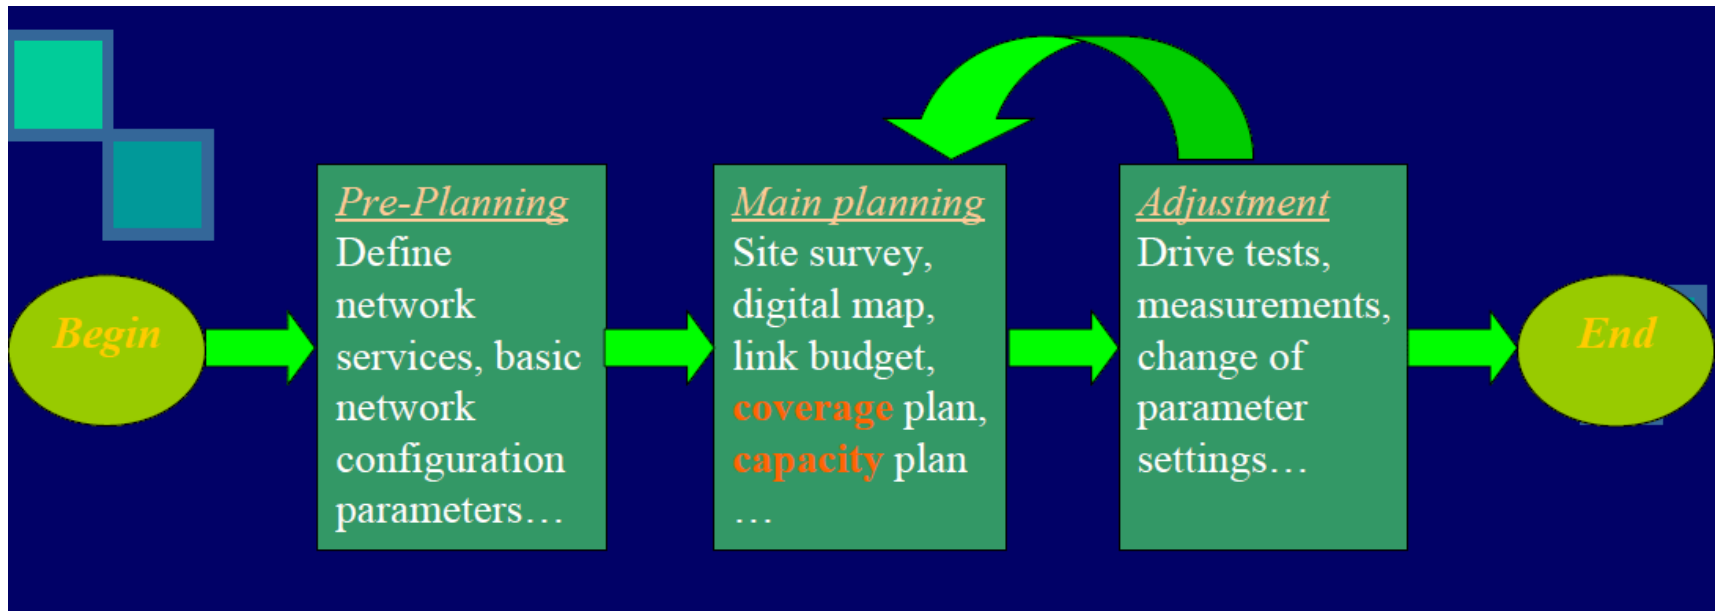 Begin
Pre-Planning
Define
network
services, basic
network
configuration
parameters…
Main planning
Site survey,
digital map,
link budget,
coverage plan,
capacity plan
…
Adjustment
Drive tests,
measurements,
change of
parameter
settings…
End